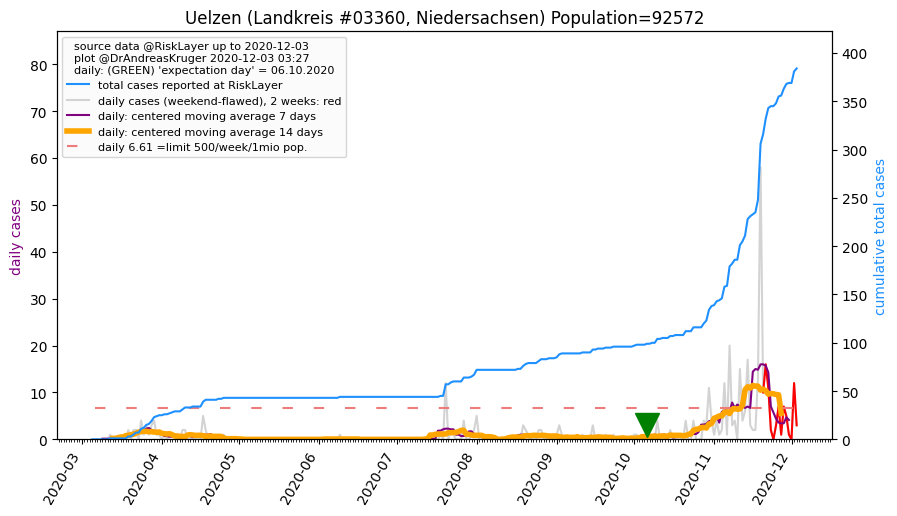 Uelzen (Landkreis #03360, Niedersachsen) Population=92572
source data @RiskLayer up to 2020-12-03
plot @DrAndreasKruger 2020-12-03 03:27
daily: (GREEN) 'expectation day' = 06.10.2020
total cases reported at RiskLayer
daily cases (weekend-flawed), 2 weeks: red
daily: centered moving average 7 days
daily: centered moving average 14 days
daily 6.61 =limit 500/week/1mio pop.
daily cases
80
70
60
50
40
30
20
10
0
cumulative total cases
400
350
300
250
200
150
100
50
0
2020-03
2020-04
2020-05
2020-06
2020-07
2020-08
2020-09
2020-10
2020-11
2020-12